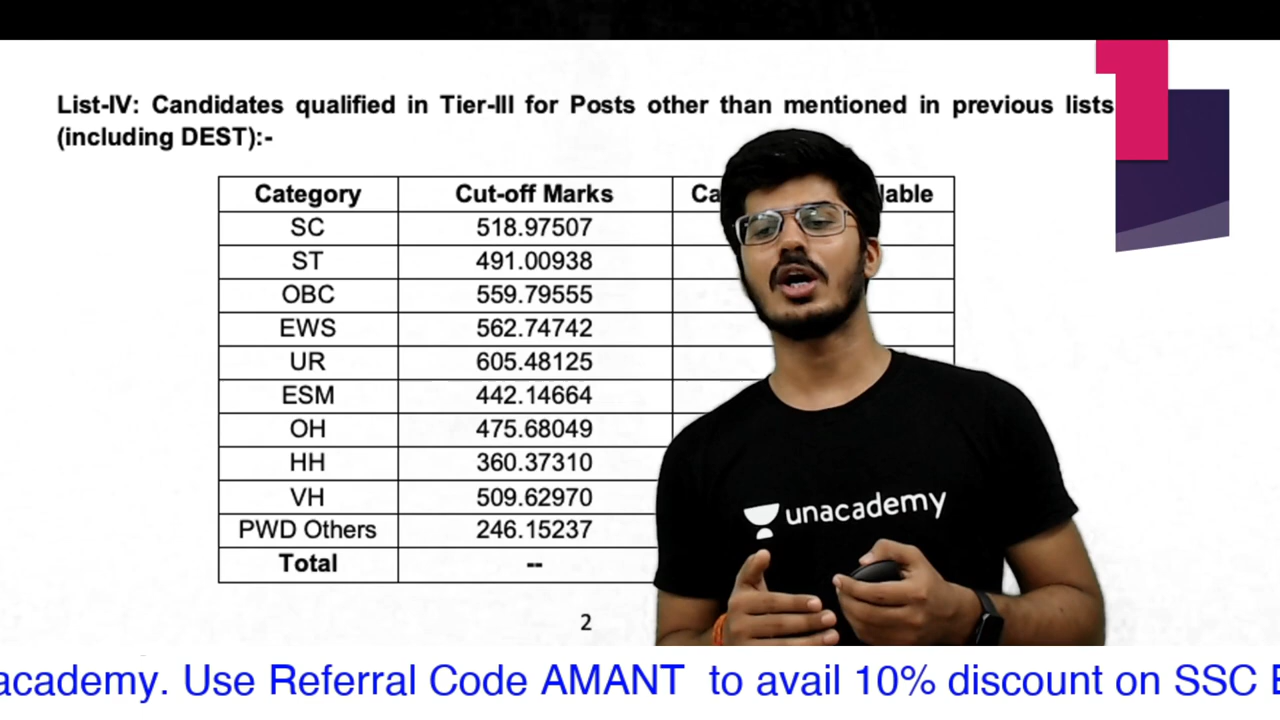 List-IV: Candidates qualified in Tier-III for Posts other than mentioned in previous lists
(including DEST):-
Category Cut-off Marks
SC 518.97507
ST 491.00938
OBC 559.79555
EWS 562.74742
UR 605.48125
ESM 442.14664
OH 475.68049
HH 360.37310
VH 509.62970
PWD Others 246.15237
Total --
unacademy
2
academy. Use Referral Code AMANT to avail 10% discount on SSC